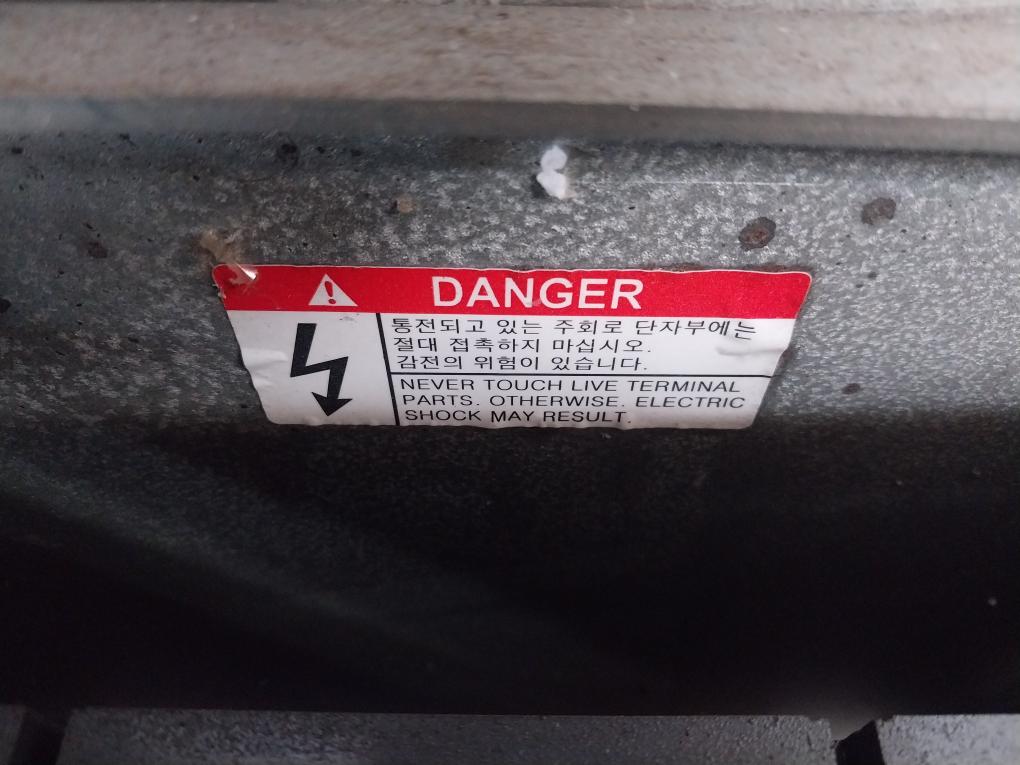 DANGER
통전되고 있는 주회로 단자부에는
절대 접촉하지 마십시오.
감전의 위험이 있습니다.
NEVER TOUCH LIVE TERMINAL
PARTS. OTHERWISE. ELECTRIC
SHOCK MAY RESULT.